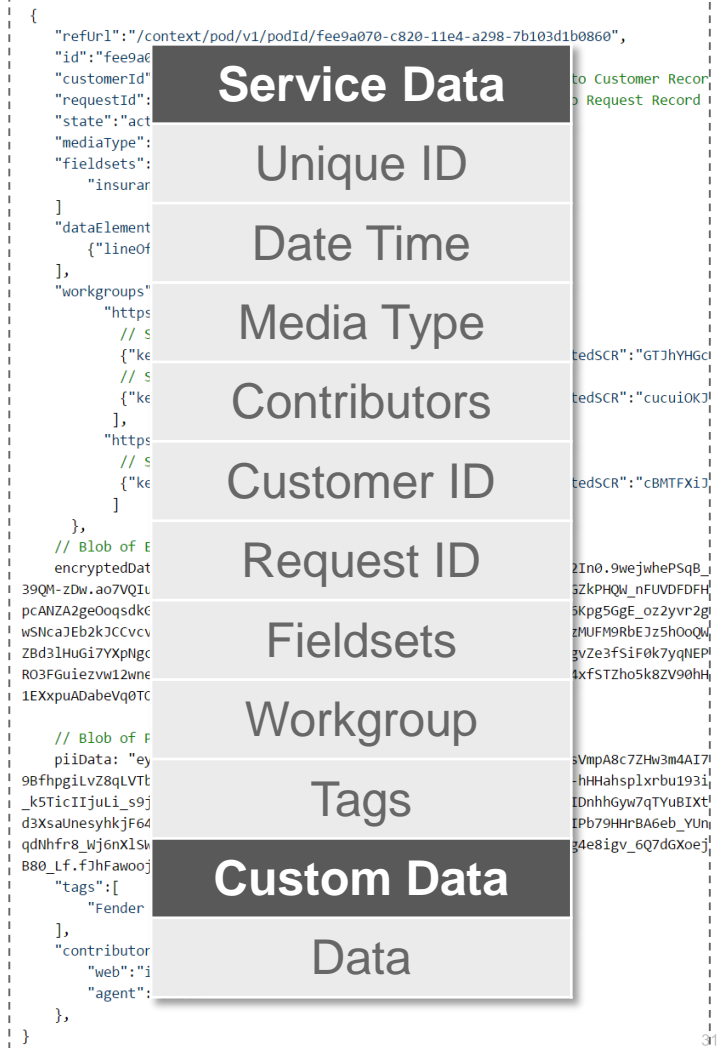 {
"refUrl":"/context/pod/v1/podId/fee9a070-c820-11e4-a298-7b103d1b0860",
"id":"fee9a0
"customerId" to Customer Recor
"requestId": o Request Record
"state":"act
"mediaType":
"fieldsets":
"insuran
]
"dataElement
{"lineOf
],
"workgroups"
"https
// S
{"ke tedSCR":"GTJhYHGc
// S
{"ke tedSCR":"cucuiOKJ
],
"https
// S
{"ke tedSCR":"cBMTFXiJ
]
},
// Blob of E
encryptedDat 2In0.9wejwhePSqB_
39QM-zDw.ao7VQIu GZkPHQW_nFUVDFDFH
pcANZA2geOoqsdkG 6Kpg5GgE_oz2yvr2g
wSNcaJEb2kJCCvcv zMUFM9RbEJz5hOoQW
ZBd3lHuGi7YXpNgc gvZe3fSiF0k7yqNEP
RO3FGuiezvw12wne 4xfSTZho5k8ZV90hH
1EXxpuADabeVq0TC
// Blob of P
piiData: "ey sVmpA8c7ZHw3m4AI7
9BfhpgiLvZ8qLVTb -hHHahsplxrbu193i
_k5TicIIjuLi_s9j IDnhhGyw7qTYuBIXt
d3XsaUnesyhkjF64 IPb79HHrBA6eb_YUn
qdNhfr8_Wj6nXlSW g4e8igv_6Q7dGXoej
B80_Lf.fJhFawooj
"tags":[
"Fender
],
"contributor
"web":"i
"agent":
},
}
Service Data
Unique ID
Date Time
Media Type
Contributors
Customer ID
Request ID
Fieldsets
Workgroup
Tags
Custom Data
Data
31